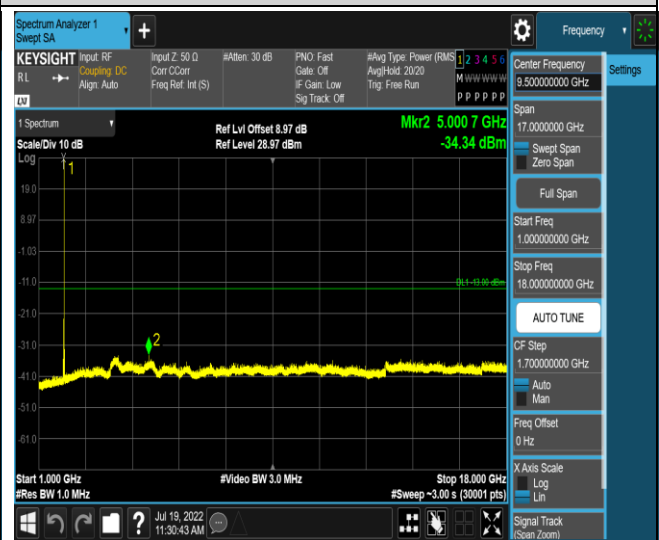 Spectrum Analyzer 1
Swept SA
+
Frequency
KEYSIGHT
RL
LXI
Input: RF
Coupling: DC
Align: Auto
Input Z: 50 Ω
Corr CCorr
Freq Ref: Int (S)
#Atten: 30 dB
PNO: Fast
Gate: Off
IF Gain: Low
Sig Track: Off
#Avg Type: Power (RMS)
Avg|Hold: 20/20
Trig: Free Run
1 2 3 4 5 6
M W W W W W
P P P P P P
Settings
1 Spectrum
Scale/Div 10 dB
Log
Ref Lvl Offset 8.97 dB
Ref Level 28.97 dBm
Mkr2 5.000 7 GHz
-34.34 dBm
1
19.0
8.97
-1.03
-11.0
DL1 -13.00 dBm
-21.0
-31.0
2
-41.0
-51.0
-61.0
Start 1.000 GHz
#Res BW 1.0 MHz
#Video BW 3.0 MHz
Stop 18.000 GHz
#Sweep ~3.00 s (30001 pts)
Center Frequency
9.500000000 GHz
Span
17.0000000 GHz
Swept Span
Zero Span
Full Span
Start Freq
1.000000000 GHz
Stop Freq
18.000000000 GHz
AUTO TUNE
CF Step
1.700000000 GHz
Auto
Man
Freq Offset
0 Hz
X Axis Scale
Log
Lin
Signal Track
(Span Zoom)
?
Jul 19, 2022
11:30:43 AM